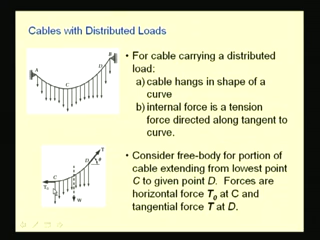 Cables with Distributed Loads
• For cable carrying a distributed
load:
a) cable hangs in shape of a
curve
b) internal force is a tension
force directed along tangent to
curve.
• Consider free-body for portion of
cable extending from lowest point
C to given point D. Forces are
horizontal force T0 at C and
tangential force T at D.
A
B
C
D
T
D
θ
C
T0
W